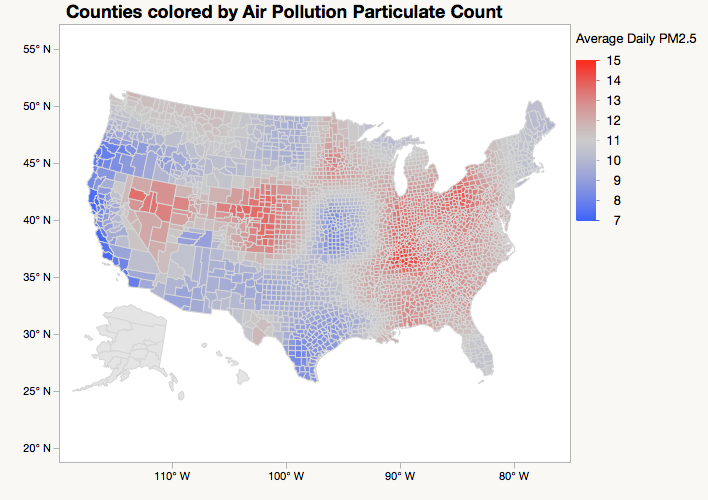 Counties colored by Air Pollution Particulate Count
Average Daily PM2.5
15
14
13
12
11
10
9
8
7
55° N
50° N
45° N
40° N
35° N
30° N
25° N
20° N
110° W 100° W 90° W 80° W